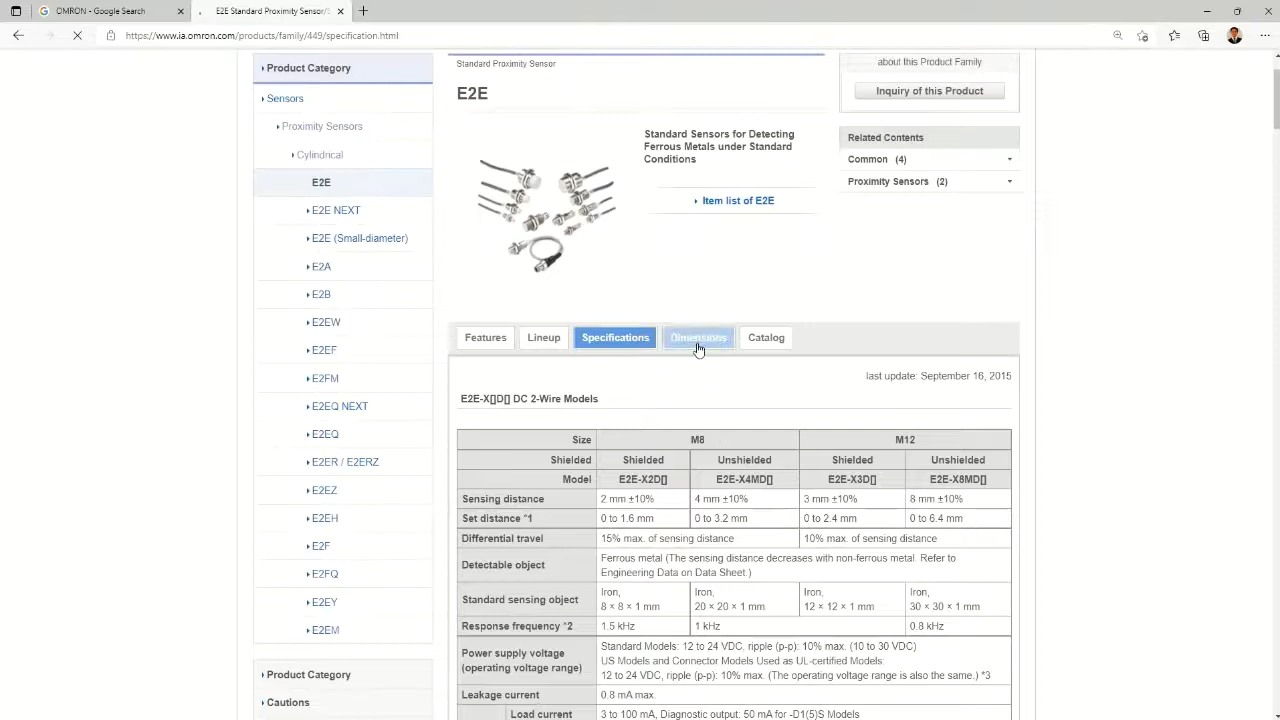 OMRON - Google Search
E2E Standard Proximity Sensor/S
https://www.ia.omron.com/products/family/449/specification.html
Product Category
Sensors
Proximity Sensors
Cylindrical
E2E
E2E NEXT
E2E (Small-diameter)
E2A
E2B
E2EW
E2EF
E2FM
E2EQ NEXT
E2EQ
E2ER / E2ERZ
E2EZ
E2EH
E2F
E2FQ
E2EY
E2EM
Product Category
Cautions
Standard Proximity Sensor
E2E
Standard Sensors for Detecting
Ferrous Metals under Standard
Conditions
Item list of E2E
about this Product Family
Inquiry of this Product
Related Contents
Common (4)
Proximity Sensors (2)
Features Lineup Specifications Dimensions Catalog
last update: September 16, 2015
E2E-X[]D[] DC 2-Wire Models
Size M8 M12
Shielded Shielded Unshielded Shielded Unshielded
Model E2E-X2D[] E2E-X4MD[] E2E-X3D[] E2E-X8MD[]
Sensing distance 2 mm ±10% 4 mm ±10% 3 mm ±10% 8 mm ±10%
Set distance *1 0 to 1.6 mm 0 to 3.2 mm 0 to 2.4 mm 0 to 6.4 mm
Differential travel 15% max. of sensing distance 10% max. of sensing distance
Detectable object Ferrous metal (The sensing distance decreases with non-ferrous metal. Refer to
Engineering Data on Data Sheet.)
Standard sensing object Iron, Iron, Iron, Iron,
8 × 8 × 1 mm 20 × 20 × 1 mm 12 × 12 × 1 mm 30 × 30 × 1 mm
Response frequency *2 1.5 kHz 1 kHz 0.8 kHz
Power supply voltage
(operating voltage range)
Standard Models: 12 to 24 VDC, ripple (p-p): 10% max. (10 to 30 VDC)
US Models and Connector Models Used as UL-certified Models:
12 to 24 VDC, ripple (p-p): 10% max. (The operating voltage range is also the same.) *3
Leakage current 0.8 mA max.
Load current 3 to 100 mA, Diagnostic output: 50 mA for -D1(5)S Models